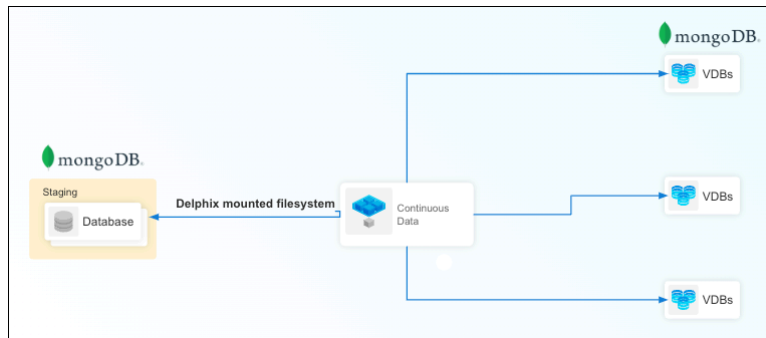 mongoDB®
VDBs
mongoDB®
Staging
Database
Delphix mounted filesystem
Continuous
Data
VDBs
VDBs